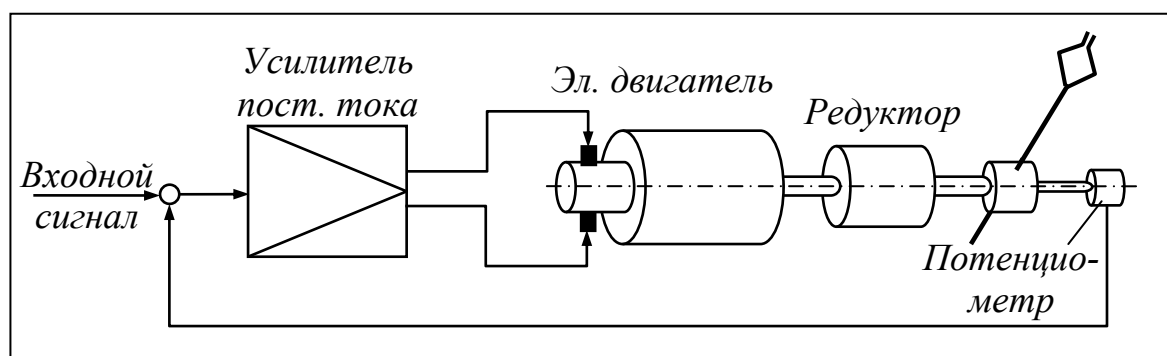 Усилитель
пост. тока
Эл. двигатель
Редуктор
Входной
сигнал
Потенцио-
метр